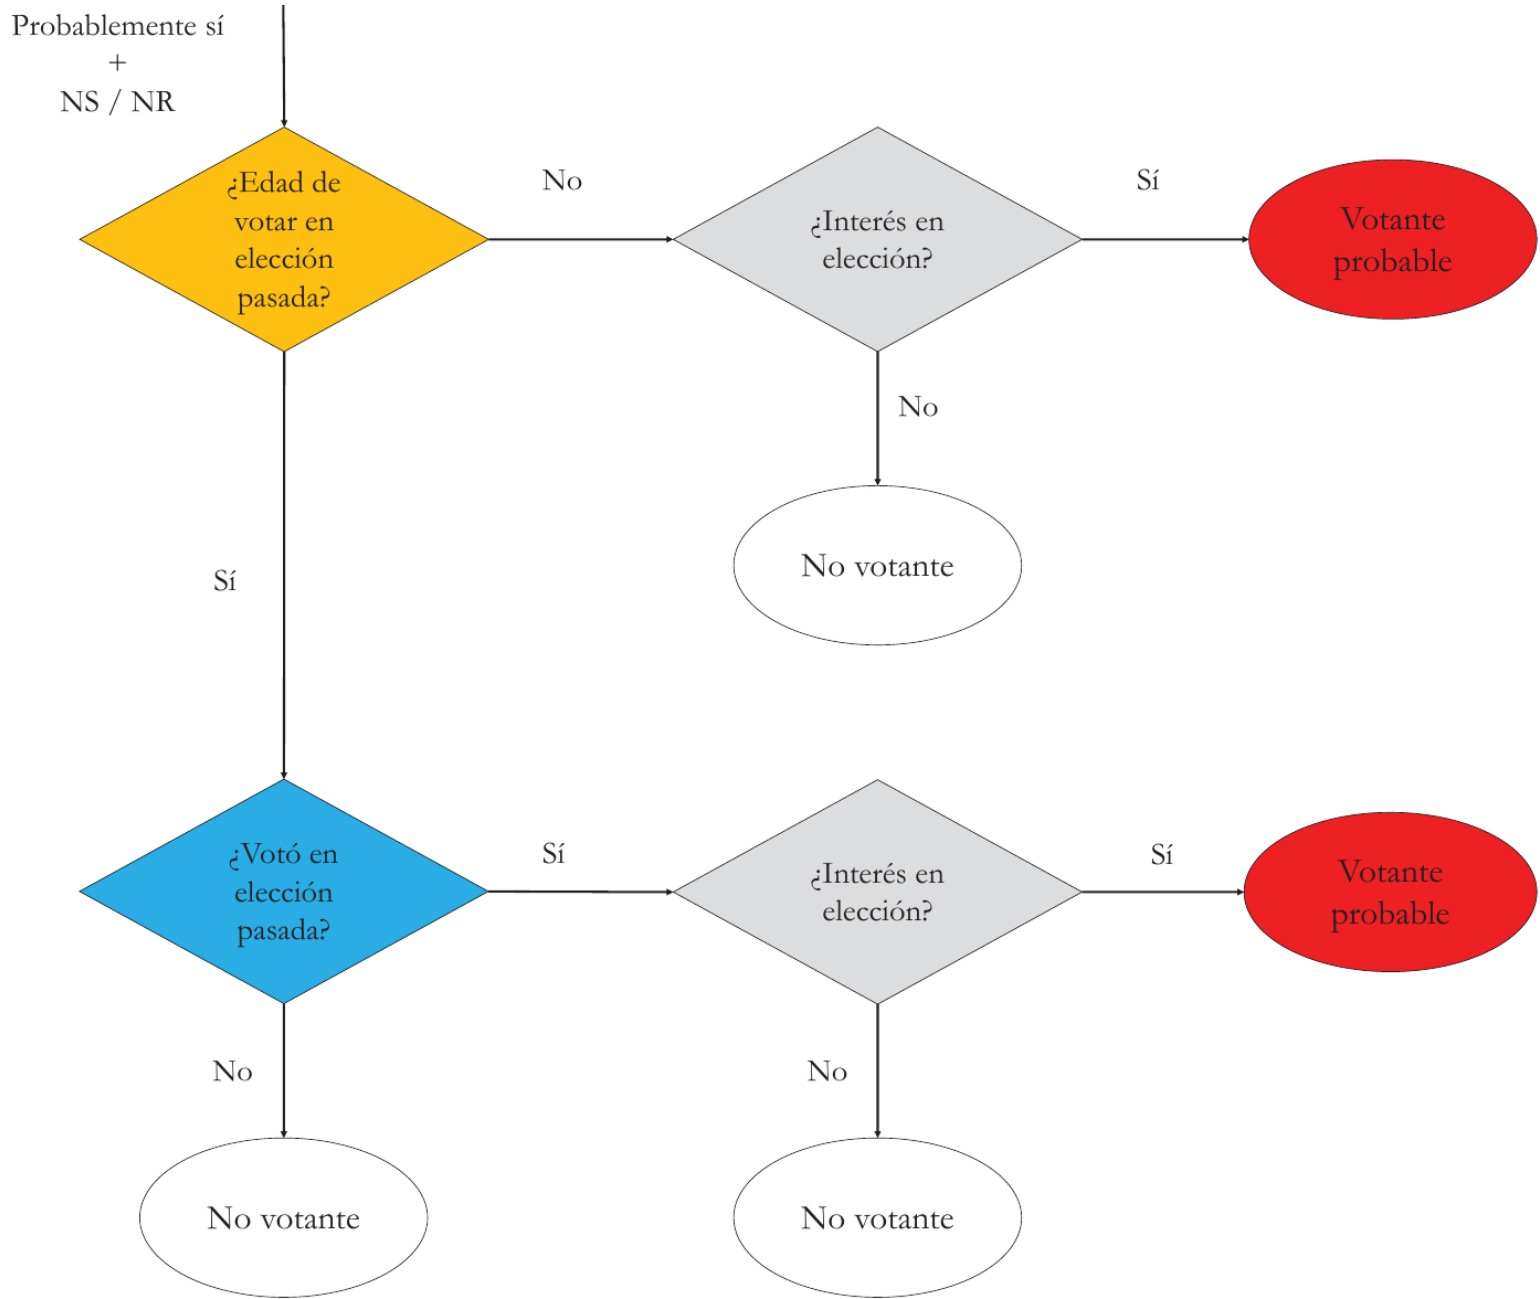 Probablemente sí
+
NS / NR
¿Edad de
votar en
elección
pasada?
No
¿Interés en
elección?
Sí
Votante
probable
No
No votante
Sí
¿Votó en
elección
pasada?
Sí
¿Interés en
elección?
Sí
Votante
probable
No
No
No votante
No votante